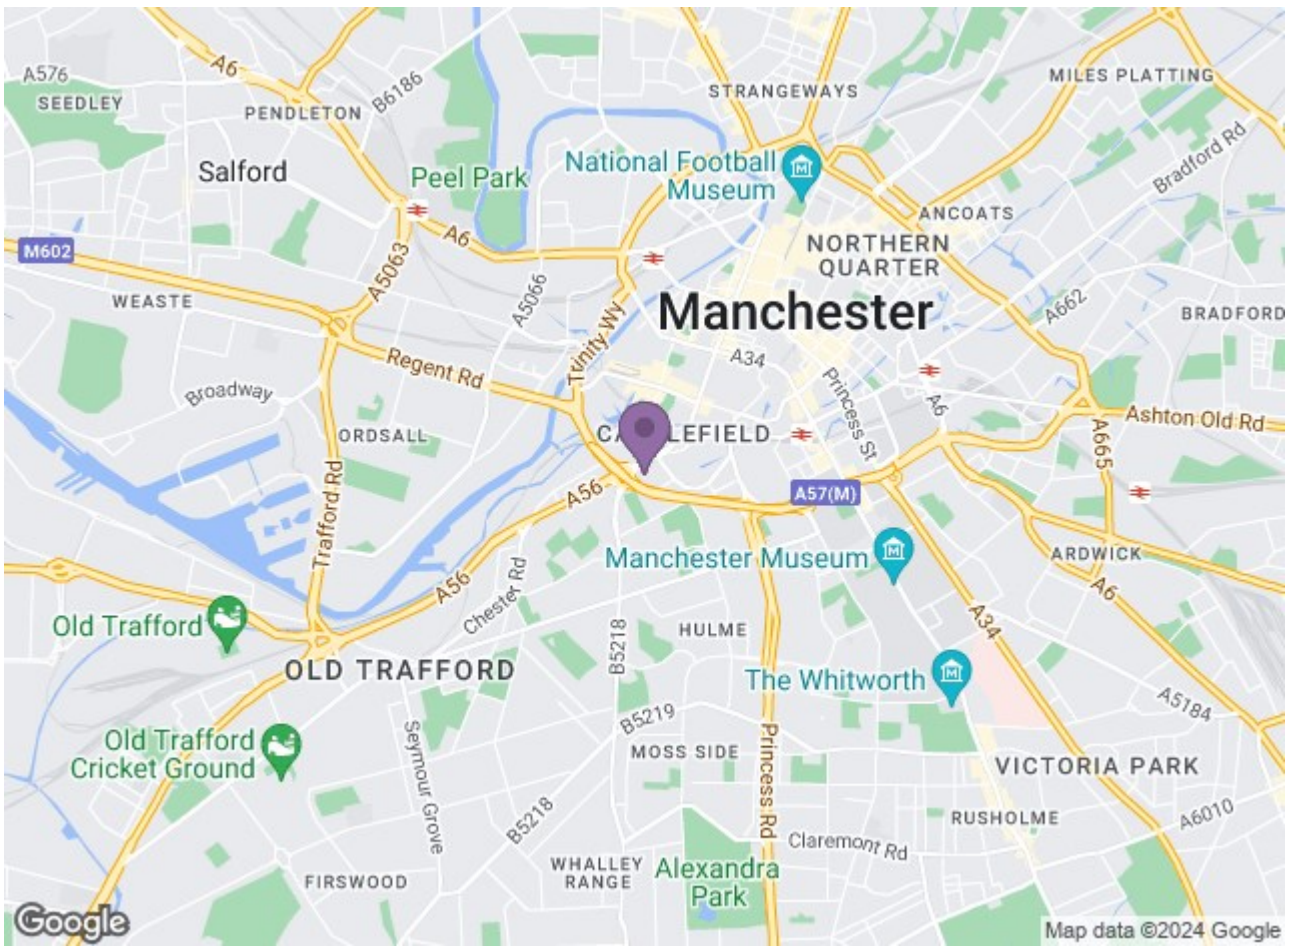 A6
A576
SEEDLEY
PENDLETON
B6186
STRANGEWAYS
MILES PLATTING
Bradford Rd
Salford
Peel Park
National Football
Museum
ANCOATS
A6
NORTHERN
QUARTER
M602
A5063
WEASTE
A5066
Manchester
A662
BRADFORD
Trinity Wy
A34
Regent Rd
Princess St
A6
Broadway
Ashton Old Rd
ORDSALL
A665
Trafford Rd
A56
A57(M)
Manchester Museum
ARDWICK
A56
Chester Rd
A6
Old Trafford
B5218
HULME
A34
OLD TRAFFORD
The Whitworth
A5184
B5219
Seymour Grove
Old Trafford
Cricket Ground
MOSS SIDE
Princess Rd
VICTORIA PARK
B5218
RUSHOLME
A6010
Claremont Rd
WHALLEY
RANGE
Alexandra
Park
FIRSWOOD
Google
Map data ©2024 Google